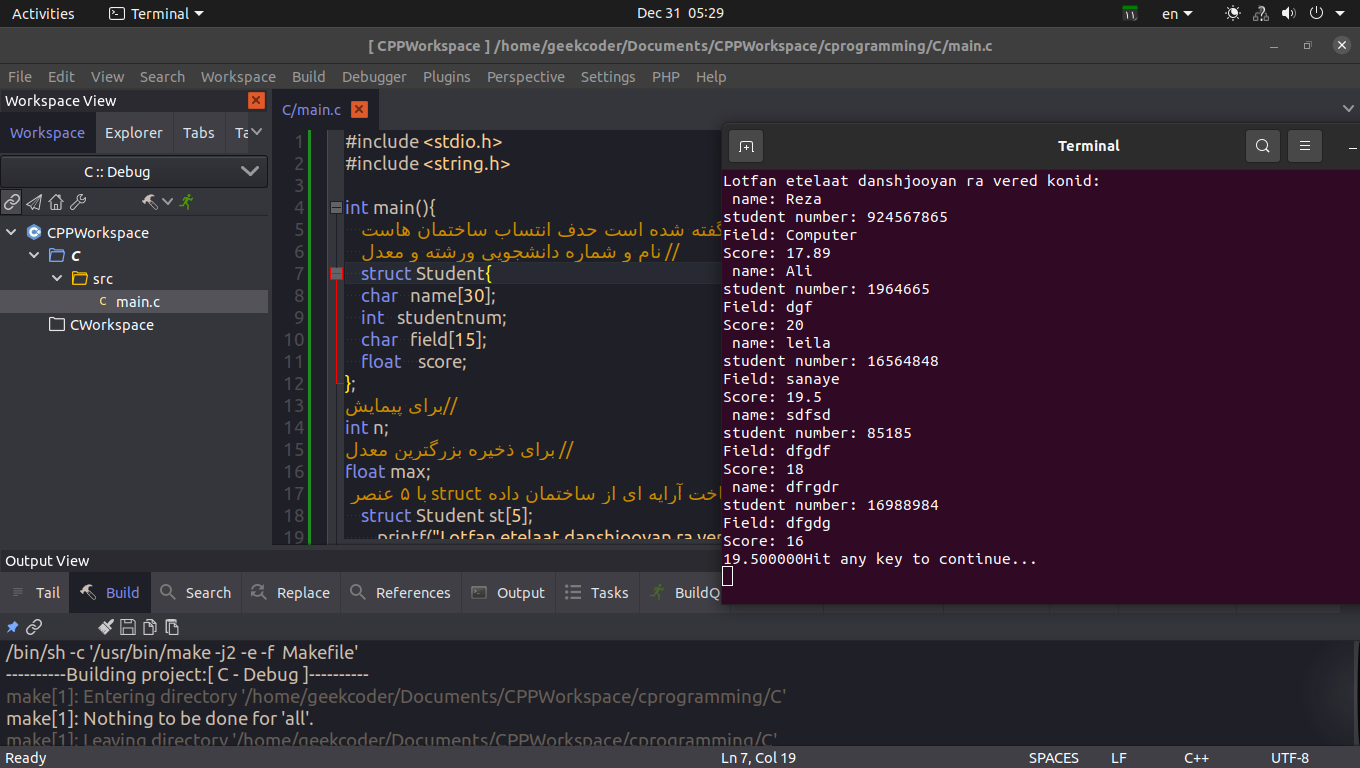 Activities Terminal Dec 31 05:29 ۱۱ en
[ CPPWorkspace ] /home/geekcoder/Documents/CPPWorkspace/cprogramming/C/main.c
File Edit View Search Workspace Build Debugger Plugins Perspective Settings PHP Help
Workspace View
Workspace Explorer Tabs Ta
C :: Debug
CPPWorkspace
C
src
main.c
CWorkspace
C/main.c
1 #include <stdio.h>
2 #include <string.h>
3
4 int main(){
5 گفته شده است حذف انتساب ساختمان هاست
6 // نام و شماره دانشجویی ورشته و معدل
7 struct Student{
8 char name[30];
9 int studentnum;
10 char field[15];
11 float score;
12 };
13 //برای پیمایش
14 int n;
15 // برای ذخیره بزرگترین معدل
16 float max;
17 اخت آرایه ای از ساختمان داده struct با ۵ عنصر
18 struct Student st[5];
19 printf("Lotfan etelaat danshjooyan ra ver
Terminal
Lotfan etelaat danshjooyan ra vered konid:
name: Reza
student number: 924567865
Field: Computer
Score: 17.89
name: Ali
student number: 1964665
Field: dgf
Score: 20
name: leila
student number: 16564848
Field: sanaye
Score: 19.5
name: sdfsd
student number: 85185
Field: dfgdf
Score: 18
name: dfrgdr
student number: 16988984
Field: dfgdg
Score: 16
19.500000Hit any key to continue...
Output View
Tail Build Search Replace References Output Tasks BuildQ
/bin/sh -c '/usr/bin/make -j2 -e -f Makefile'
----------Building project:[ C - Debug ]----------
make[1]: Entering directory '/home/geekcoder/Documents/CPPWorkspace/cprogramming/C'
make[1]: Nothing to be done for 'all'.
make[1]: Leaving directory '/home/geekcoder/Documents/CPPWorkspace/cprogramming/C'
Ready Ln 7, Col 19 SPACES LF C++ UTF-8